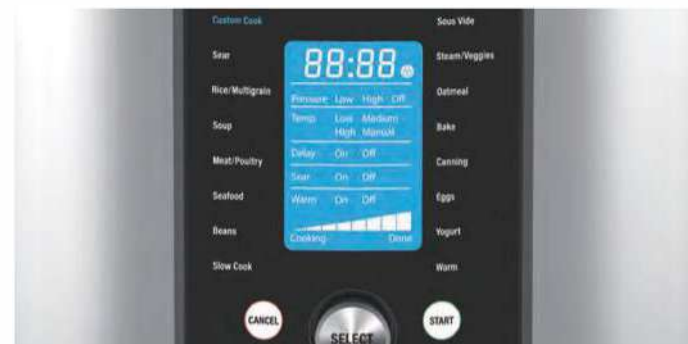 Custom Cook
Sear
Rice/Multigrain
Soup
Meat/Poultry
Seafood
Beans
Slow Cook
88:88
Pressure Low High Off
Temp Low Medium
High Manual
Delay On Off
Sear On Off
Warm On Off
Cooking Done
Sous Vide
Steam/Veggies
Oatmeal
Bake
Canning
Eggs
Yogurt
Warm
CANCEL
SELECT
START